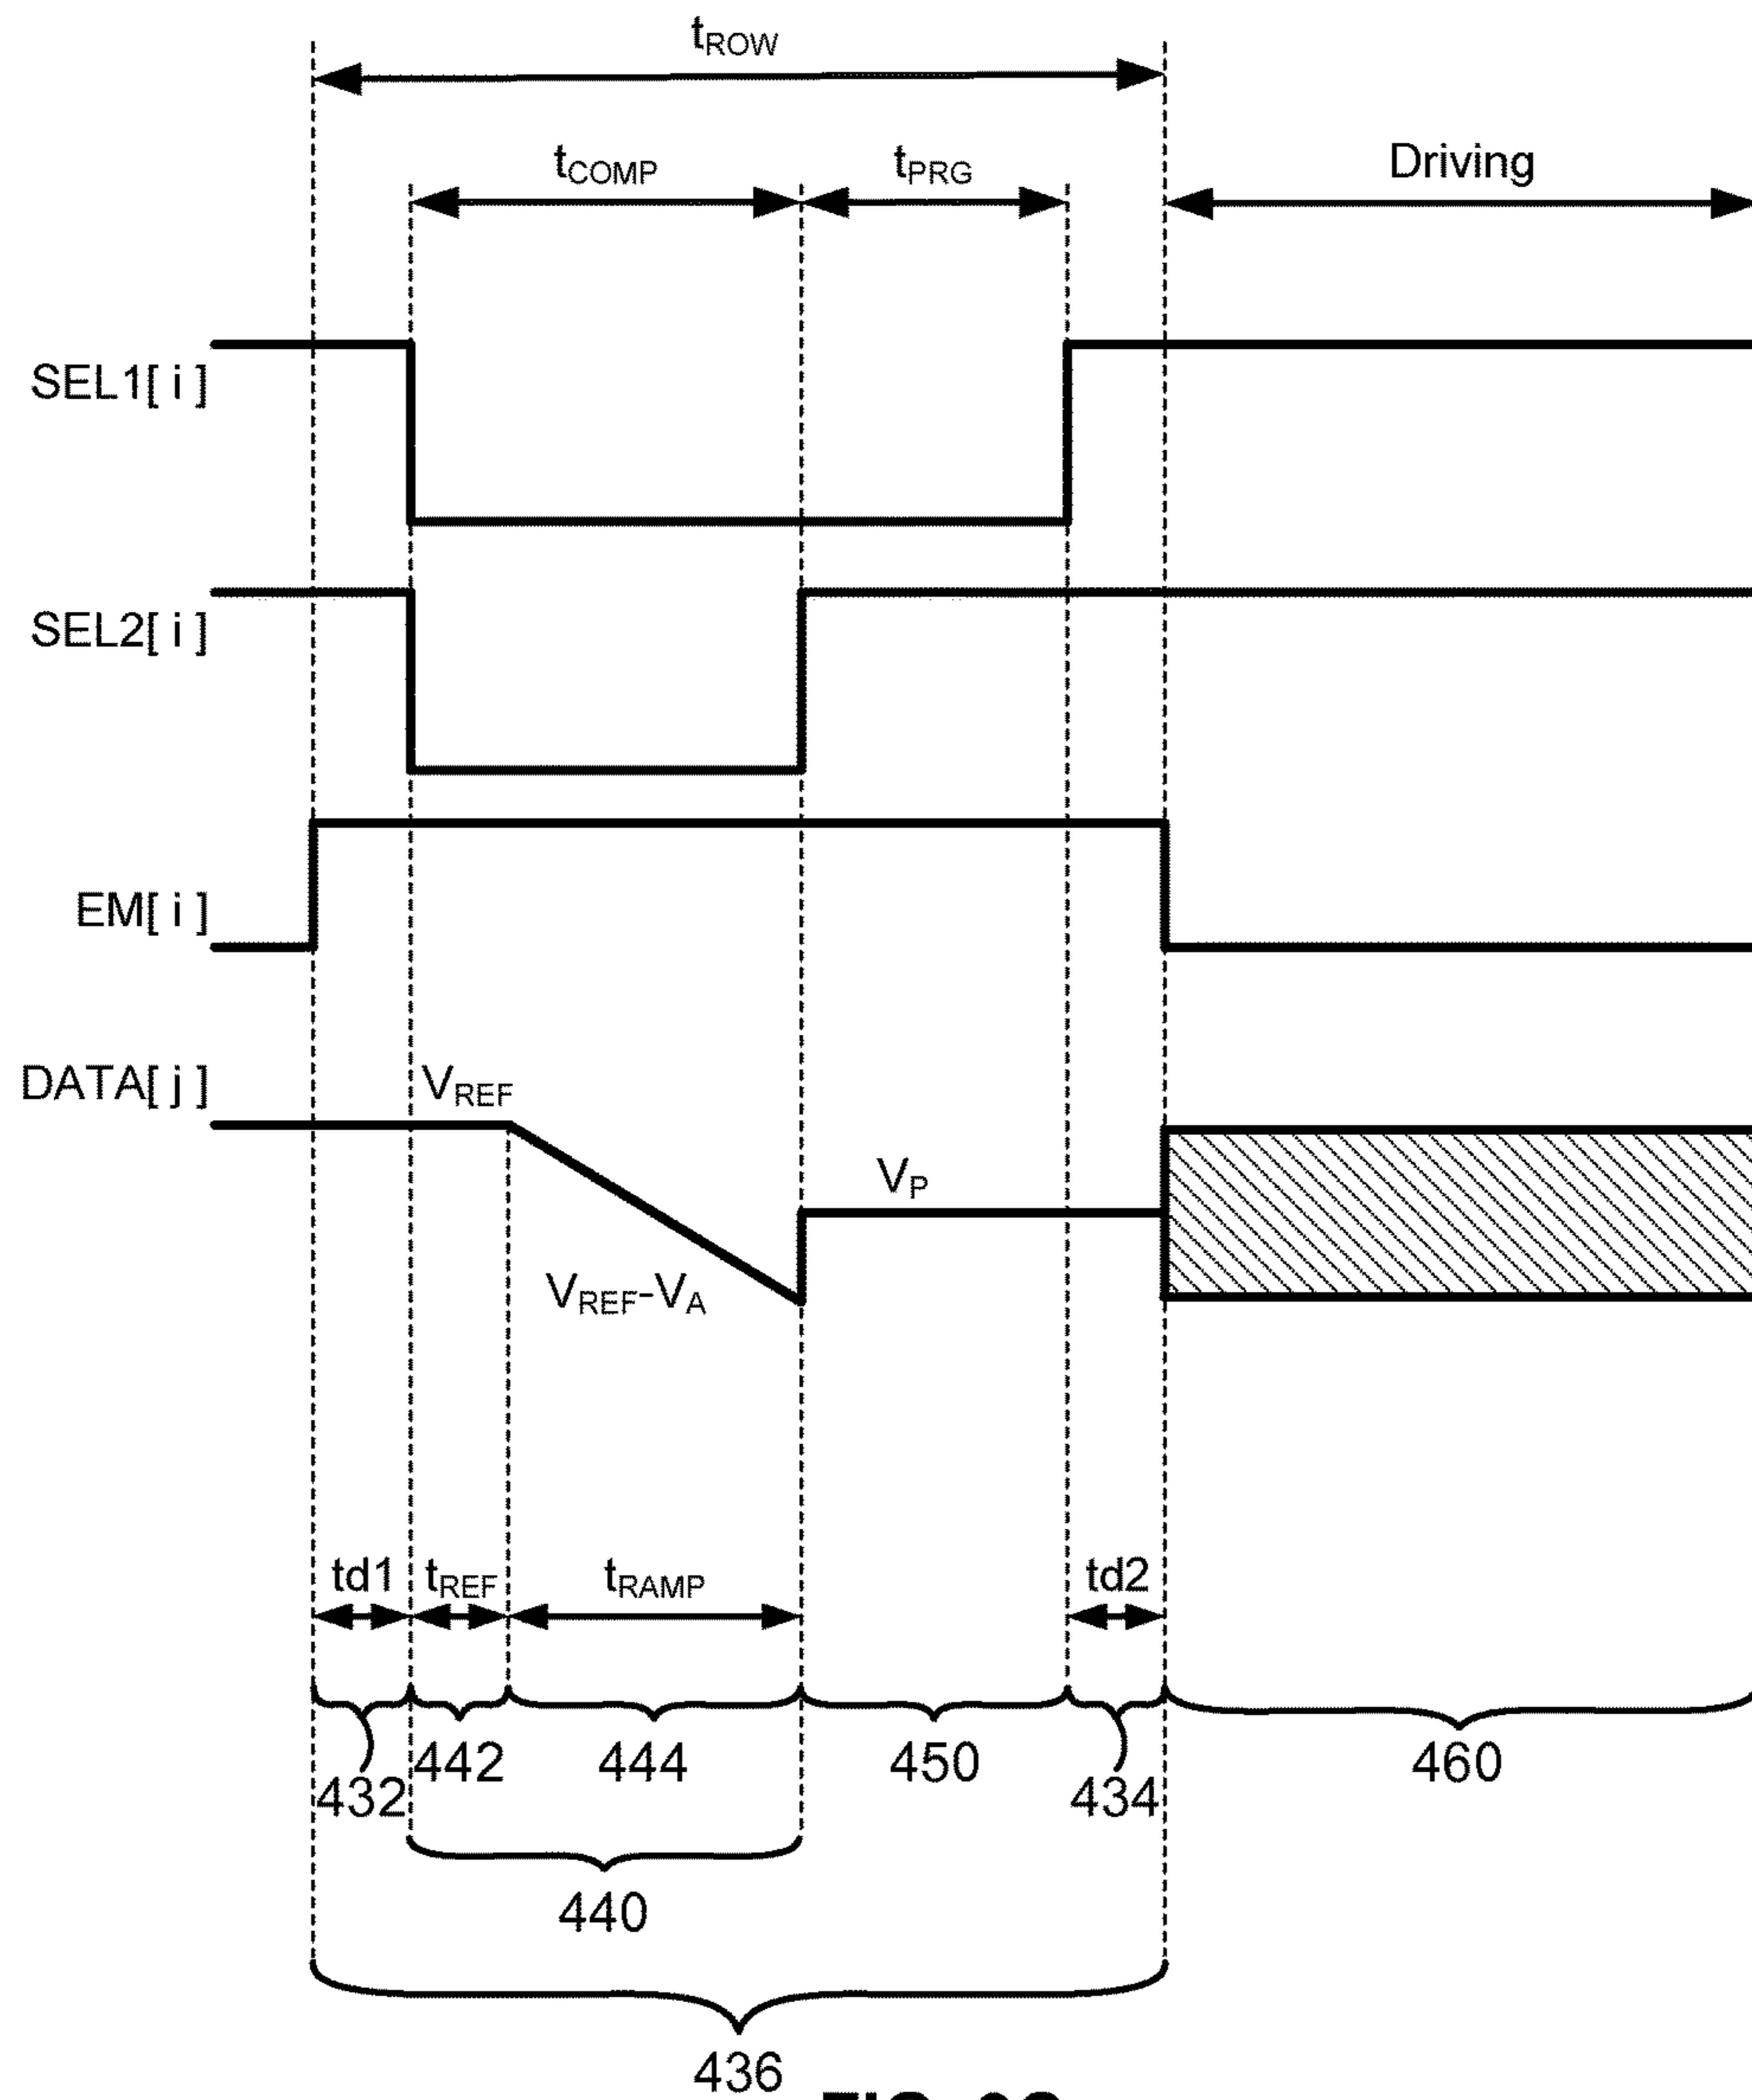 tROW
tCOMP
tPRG
Driving
SEL1[ i ]
SEL2[ i ]
EM[ i ]
DATA[ j ]
VREF
VP
VREF-VA
td1
tREF
tRAMP
td2
432
442
444
450
434
460
440
436